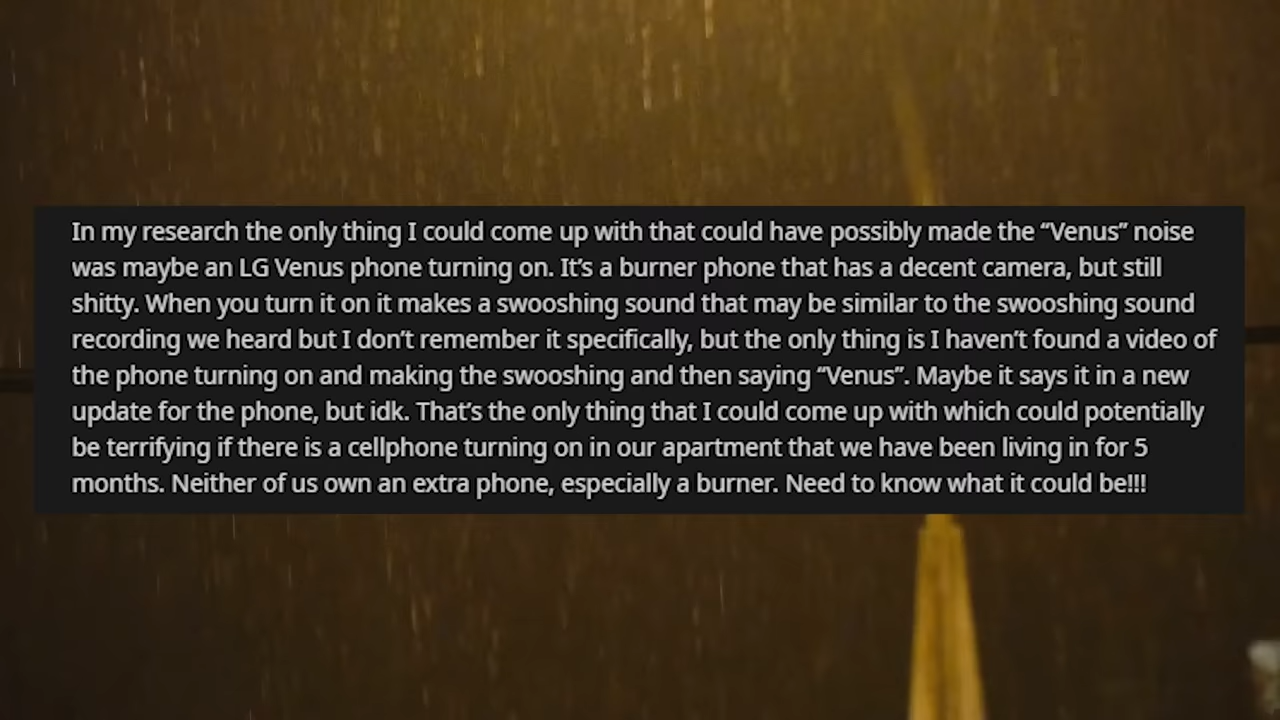 In my research the only thing I could come up with that could have possibly made the “Venus” noise
was maybe an LG Venus phone turning on. It’s a burner phone that has a decent camera, but still
shitty. When you turn it on it makes a swooshing sound that may be similar to the swooshing sound
recording we heard but I don’t remember it specifically, but the only thing is I haven’t found a video of
the phone turning on and making the swooshing and then saying “Venus”. Maybe it says it in a new
update for the phone, but idk. That’s the only thing that I could come up with which could potentially
be terrifying if there is a cellphone turning on in our apartment that we have been living in for 5
months. Neither of us own an extra phone, especially a burner. Need to know what it could be!!!